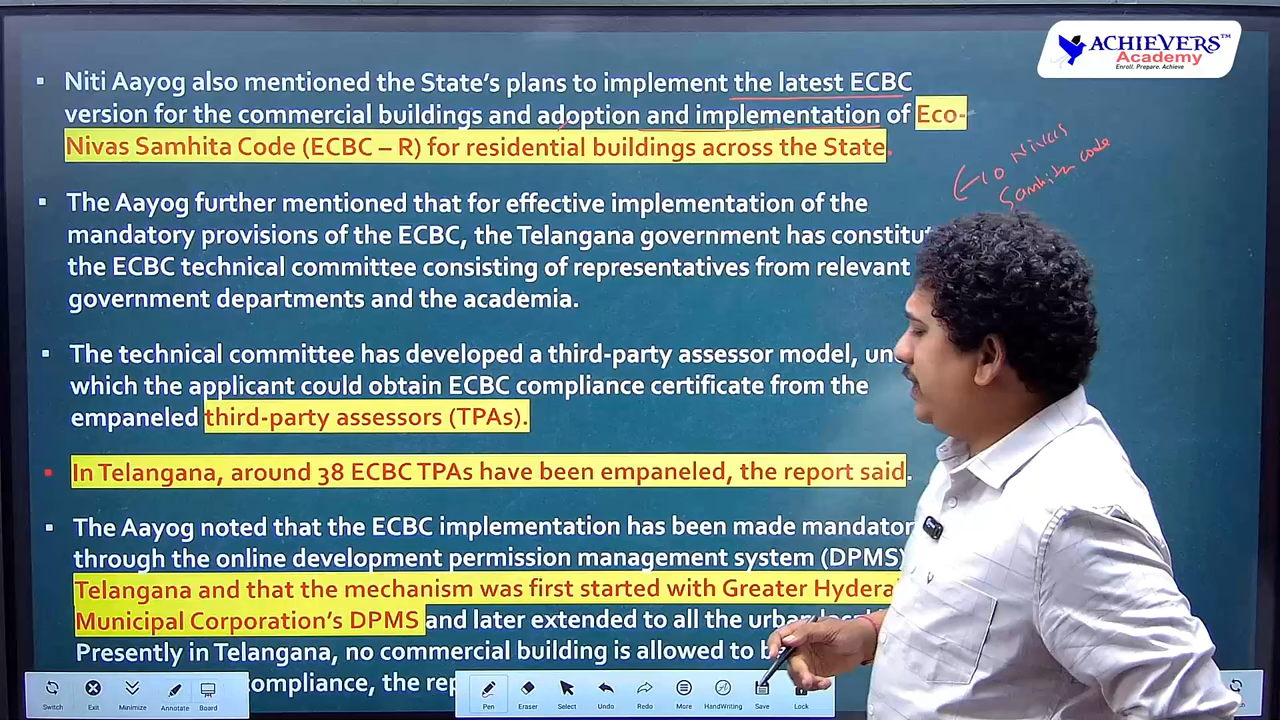 ACHIEVERS™
Academy
Enroll. Prepare. Achieve
Niti Aayog also mentioned the State's plans to implement the latest ECBC
version for the commercial buildings and adoption and implementation of Eco-
Nivas Samhita Code (ECBC – R) for residential buildings across the State.
Eco Nivas
Samhita code
The Aayog further mentioned that for effective implementation of the
mandatory provisions of the ECBC, the Telangana government has constitut
the ECBC technical committee consisting of representatives from relevant
government departments and the academia.
The technical committee has developed a third-party assessor model, un
which the applicant could obtain ECBC compliance certificate from the
empaneled third-party assessors (TPAs).
In Telangana, around 38 ECBC TPAs have been empaneled, the report said.
The Aayog noted that the ECBC implementation has been made mandator
through the online development permission management system (DPMS)
Telangana and that the mechanism was first started with Greater Hydera
Municipal Corporation's DPMS and later extended to all the urban
Presently in Telangana, no commercial building is allowed to b
compliance, the rep
Switch Exit Minimize Annotate Board Pen Eraser Select Undo Redo More HandWriting Save Lock